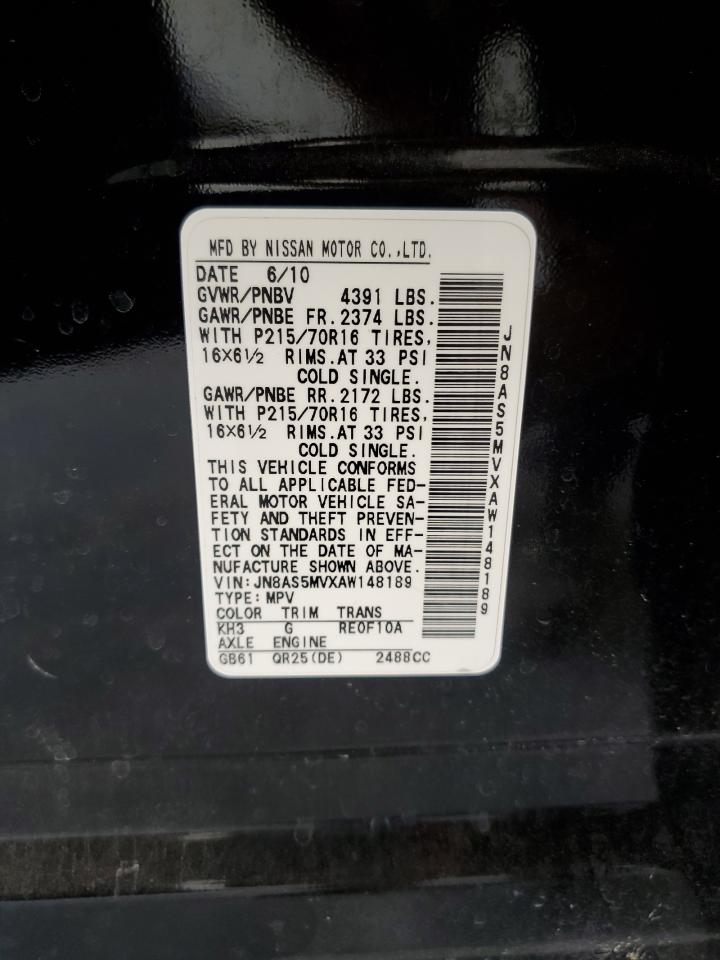 MFD BY NISSAN MOTOR CO.,LTD.
DATE 6/10
GVWR/PNBV 4391 LBS.
GAWR/PNBE FR. 2374 LBS.
WITH P215/70R16 TIRES,
16X6½ RIMS. AT 33 PSI
COLD SINGLE.
GAWR/PNBE RR. 2172 LBS.
WITH P215/70R16 TIRES,
16X6½ RIMS. AT 33 PSI
COLD SINGLE.
THIS VEHICLE CONFORMS
TO ALL APPLICABLE FED-
ERAL MOTOR VEHICLE SA-
FETY AND THEFT PREVEN-
TION STANDARDS IN EFF-
ECT ON THE DATE OF MA-
NUFACTURE SHOWN ABOVE.
VIN: JN8AS5MVXAW148189
TYPE: MPV
COLOR TRIM TRANS
KH3 G RE0F10A
AXLE ENGINE
GB61 QR25(DE) 2488CC
JN8AS5MVXAW148189